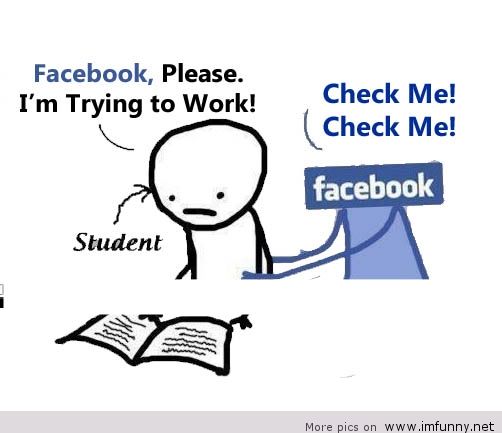 Facebook, Please.
I'm Trying to Work!
Check Me!
Check Me!
facebook
Student
More pics on www.imfunny.net